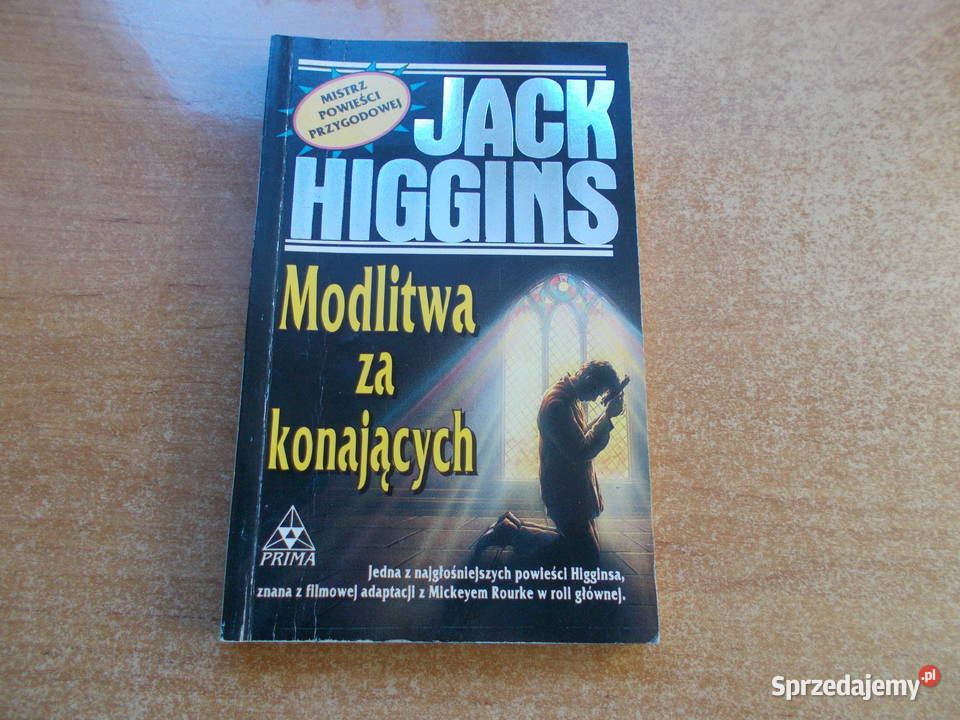 MISTRZ
POWIEŚCI
PRZYGODOWEJ
JACK
HIGGINS
Modlitwa
za
konających
PRIMA
Jedna z najgłośniejszych powieści Higginsa,
znana z filmowej adaptacji z Mickeyem Rourke w roli głównej.
Sprzedajemy.pl